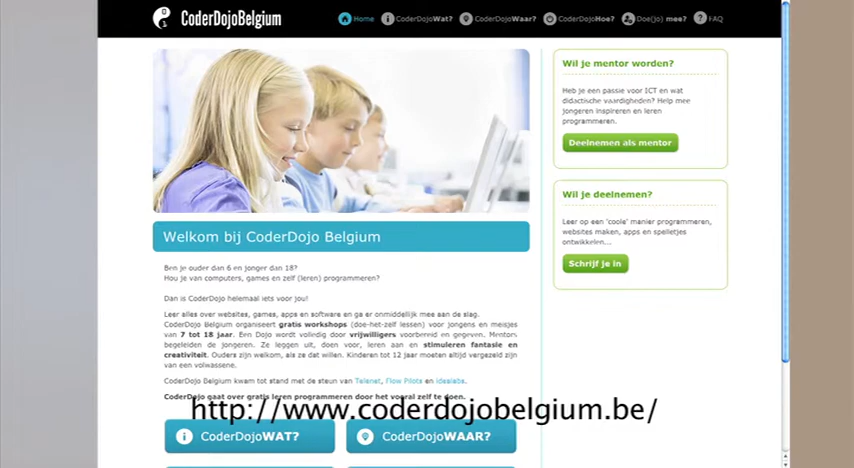 CoderDojoBelgium
Home CoderDojoWat? CoderDojoWaar? CoderDojoHoe? Doe(jo) mee? FAQ
Wil je mentor worden?
Heb je een passie voor ICT en wat
didactische vaardigheden? Help mee
jongeren inspireren en leren
programmeren.
Deelnemen als mentor
Wil je deelnemen?
Leer op een 'coole' manier programmeren,
websites maken, apps en spelletjes
ontwikkelen...
Schrijf je in
Welkom bij CoderDojo Belgium
Ben je ouder dan 6 en jonger dan 18?
Hou je van computers, games en zelf (leren) programmeren?
Dan is CoderDojo helemaal iets voor jou!
Leer alles over websites, games, apps en software en ga er onmiddellijk mee aan de slag.
CoderDojo Belgium organiseert gratis workshops (doe-het-zelf lessen) voor jongens en meisjes
van 7 tot 18 jaar. Een Dojo wordt volledig door vrijwilligers voorbereid en gegeven. Mentors
begeleiden de jongeren. Ze leggen uit, doen voor, leren aan en stimuleren fantasie en
creativiteit. Ouders zijn welkom, als ze dat willen. Kinderen tot 12 jaar moeten altijd vergezeld zijn
van een volwassene.
CoderDojo Belgium kwam tot stand met de steun van Telenet, Flow Pilots en idealabs.
CoderDojo gaat over gratis leren programmeren door het vooral zelf te doen.
http://www.coderdojobelgium.be/
CoderDojoWAT? CoderDojoWAAR?